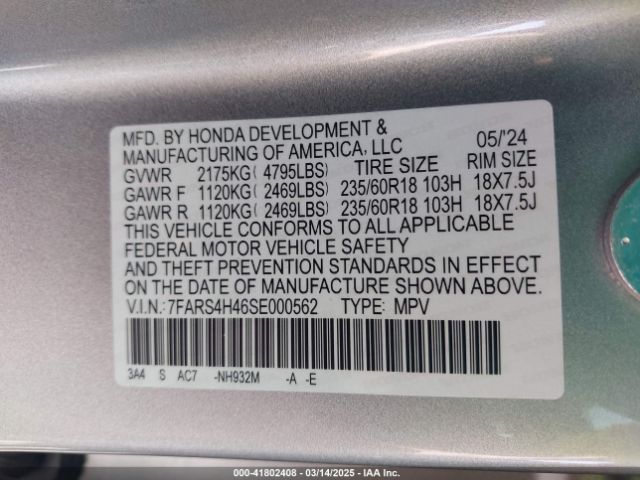 MFD. BY HONDA DEVELOPMENT &
MANUFACTURING OF AMERICA, LLC 05/'24
GVWR 2175KG( 4795LBS) TIRE SIZE RIM SIZE
GAWR F 1120KG( 2469LBS) 235/60R18 103H 18X7.5J
GAWR R 1120KG( 2469LBS) 235/60R18 103H 18X7.5J
THIS VEHICLE CONFORMS TO ALL APPLICABLE
FEDERAL MOTOR VEHICLE SAFETY
AND THEFT PREVENTION STANDARDS IN EFFECT
ON THE DATE OF MANUFACTURE SHOWN ABOVE.
V.I.N.:7FARS4H46SE000562 TYPE: MPV
3A4 S AC7 -NH932M -A -E
000-41802408 - 03/14/2025 - IAA Inc.